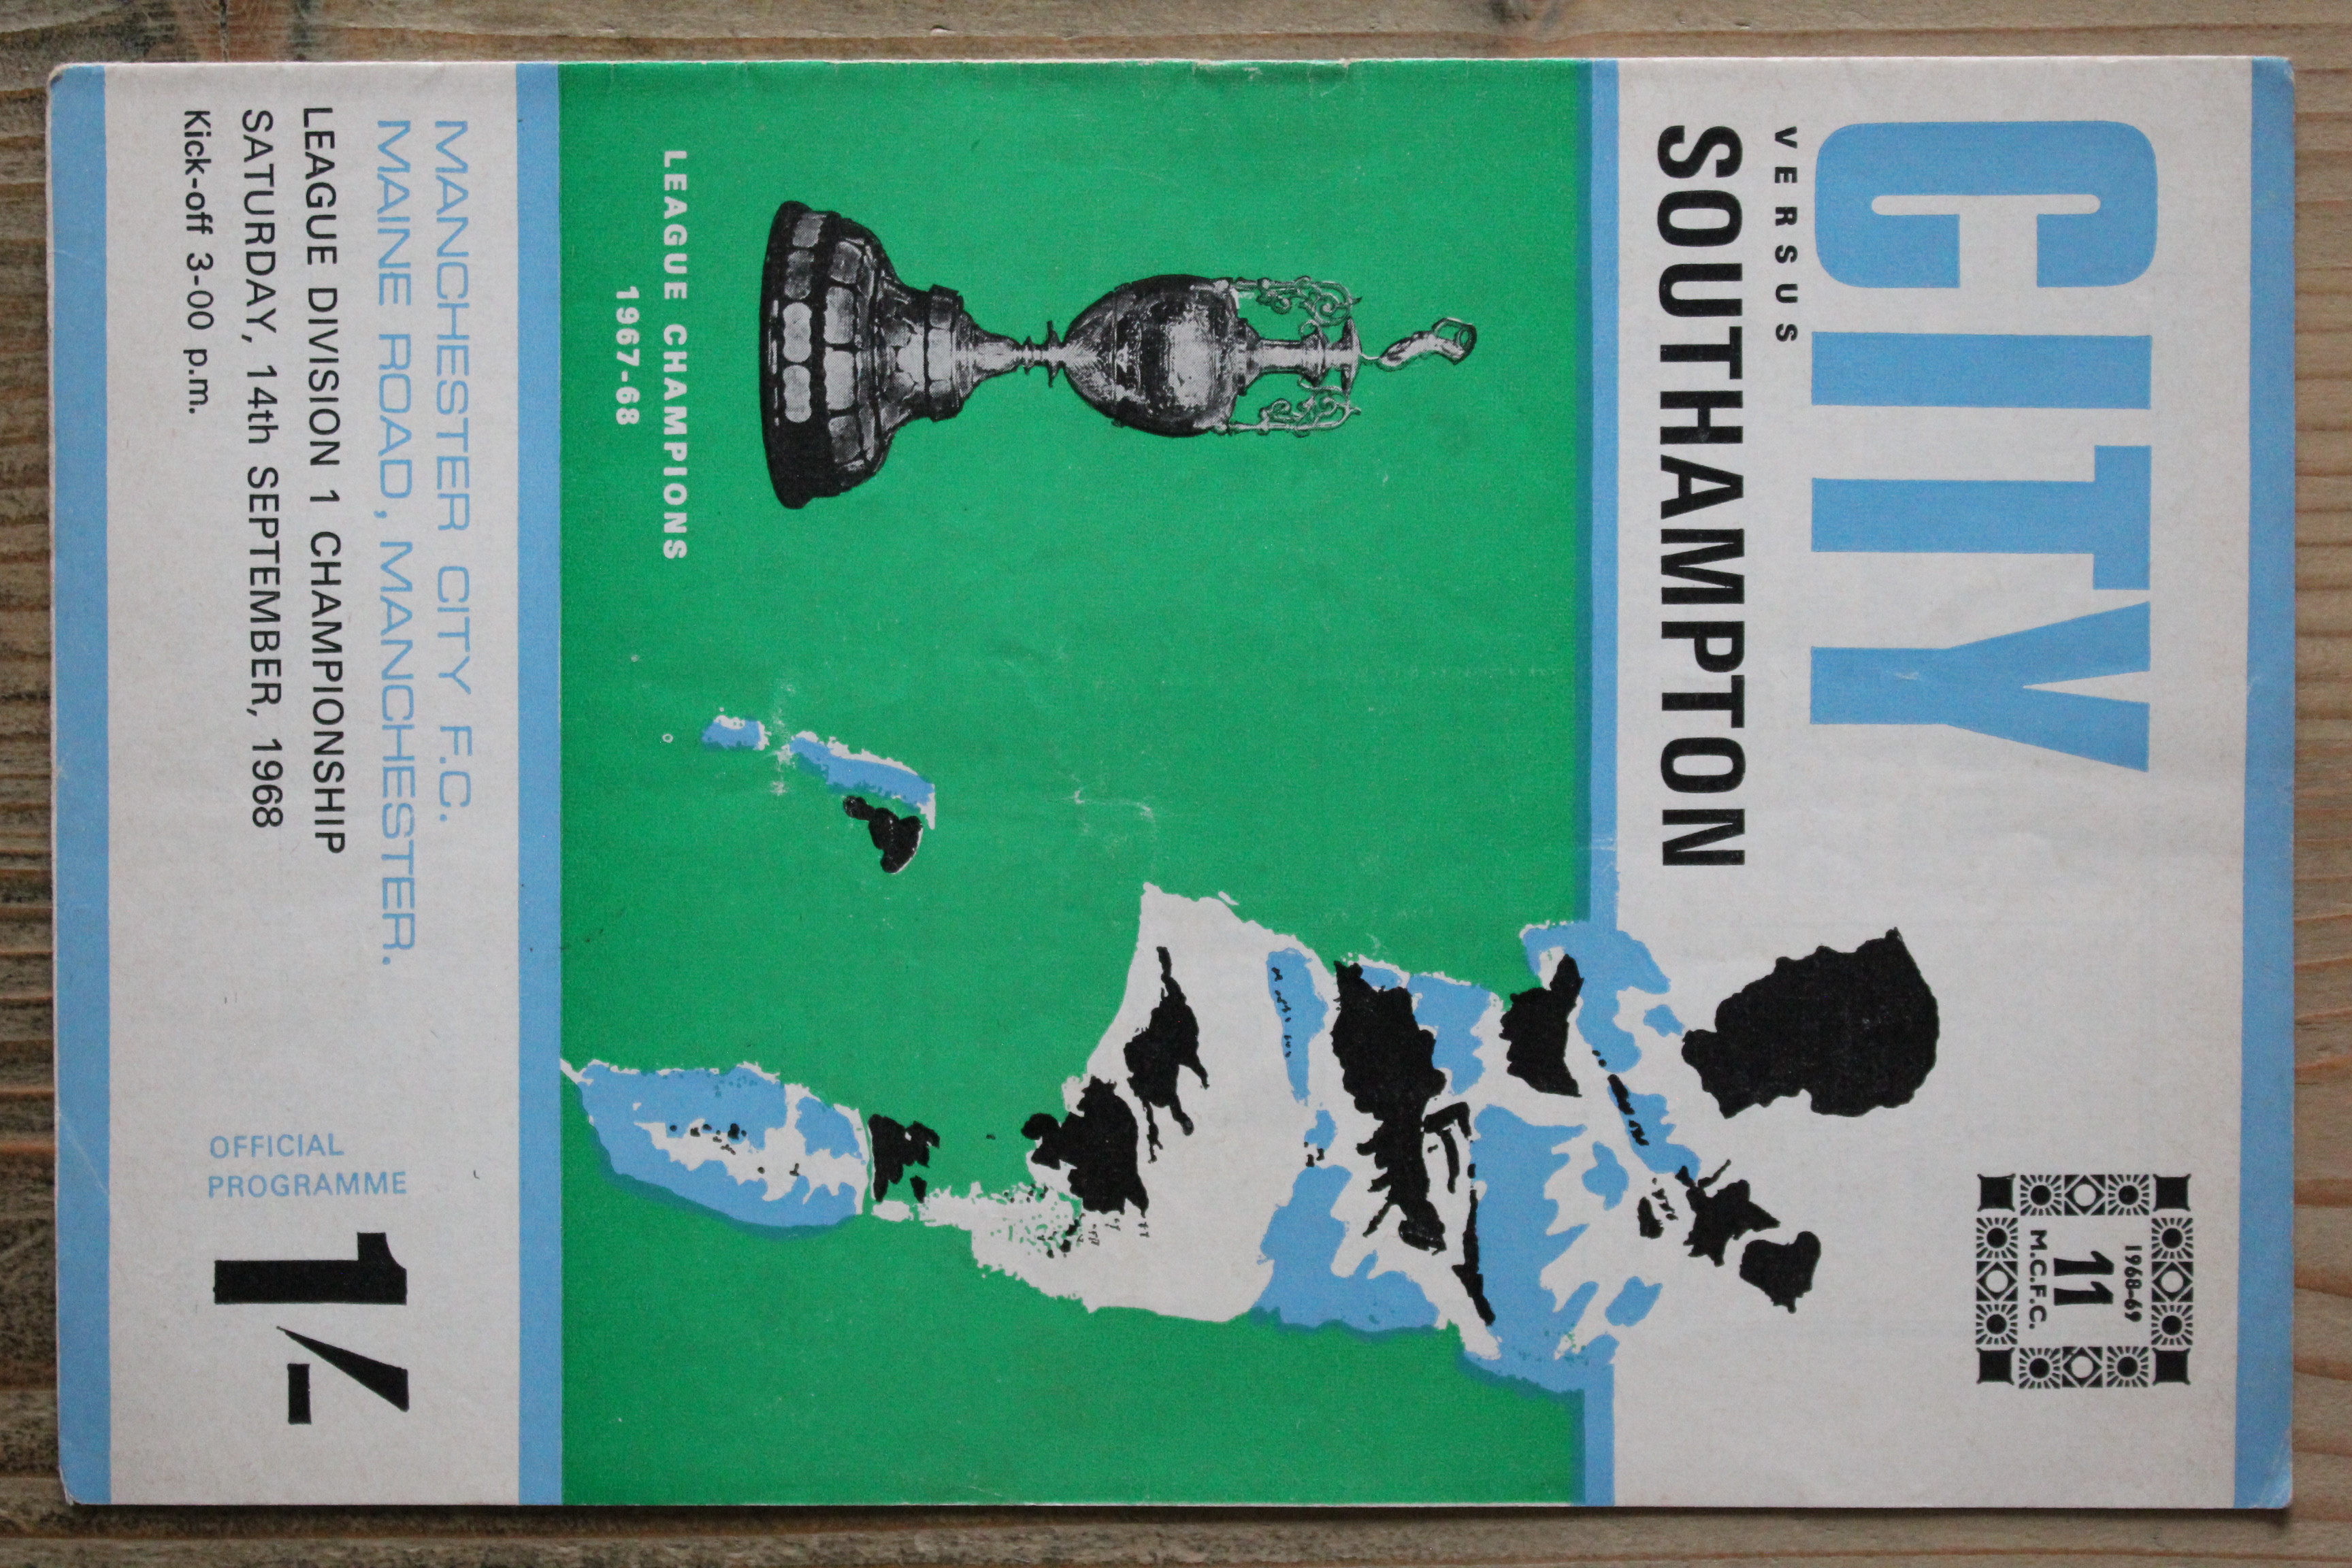 CITY
VERSUS
SOUTHAMPTON
1968-69
11
M.C.F.C.
LEAGUE CHAMPIONS
1967-68
MANCHESTER CITY F.C.
MAINE ROAD, MANCHESTER.
LEAGUE DIVISION 1 CHAMPIONSHIP
SATURDAY, 14th SEPTEMBER, 1968
Kick-off 3-00 p.m.
OFFICIAL
PROGRAMME
1/-